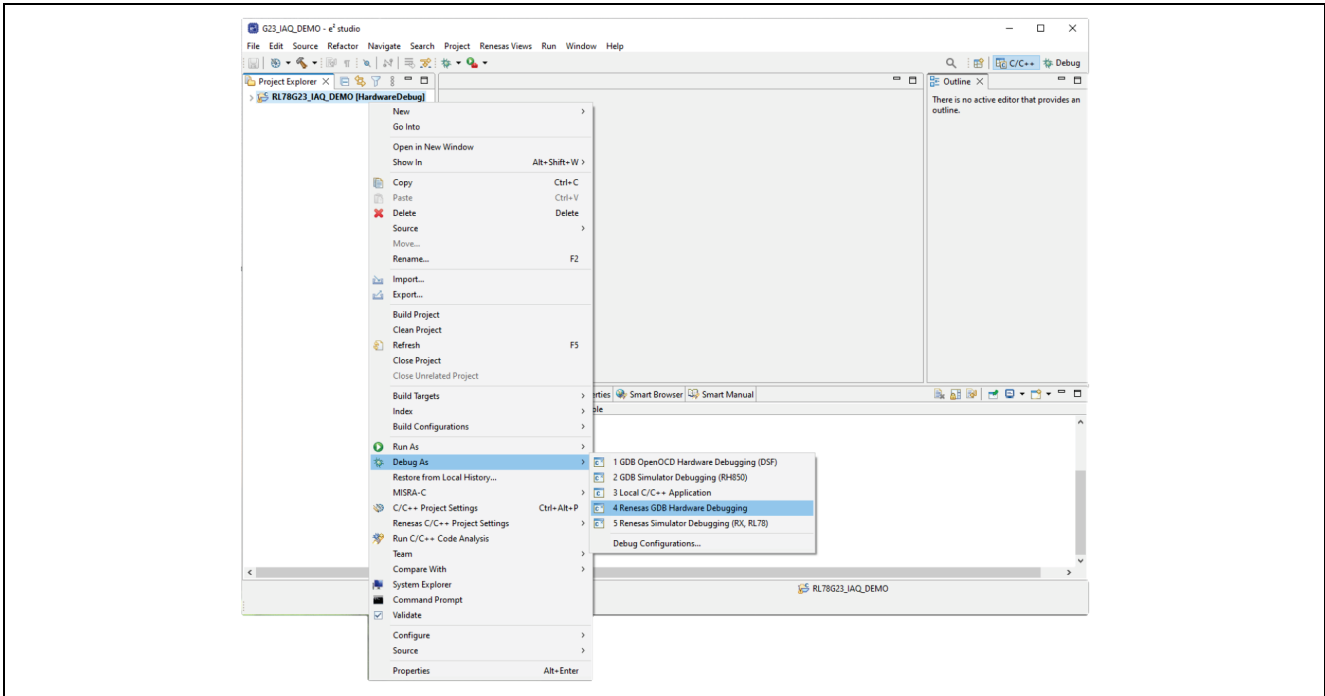 G23_IAQ_DEMO - e² studio
File Edit Source Refactor Navigate Search Project Renesas Views Run Window Help
C/C++ Debug
Project Explorer
Outline
RL78G23_IAQ_DEMO [HardwareDebug]
There is no active editor that provides an
outline.
New
Go Into
Open in New Window
Show In Alt+Shift+W >
Copy Ctrl+C
Paste Ctrl+V
Delete Delete
Source
Move...
Rename... F2
Import...
Export...
Build Project
Clean Project
Refresh F5
Close Project
Close Unrelated Project
Build Targets
Index
Build Configurations
Run As
Debug As
Restore from Local History...
MISRA-C
C/C++ Project Settings Ctrl+Alt+P
Renesas C/C++ Project Settings
Run C/C++ Code Analysis
Team
Compare With
System Explorer
Command Prompt
Validate
Configure
Source
Properties Alt+Enter
erties Smart Browser Smart Manual
ole
1 GDB OpenOCD Hardware Debugging (DSF)
2 GDB Simulator Debugging (RH850)
3 Local C/C++ Application
4 Renesas GDB Hardware Debugging
5 Renesas Simulator Debugging (RX, RL78)
Debug Configurations...
RL78G23_IAQ_DEMO